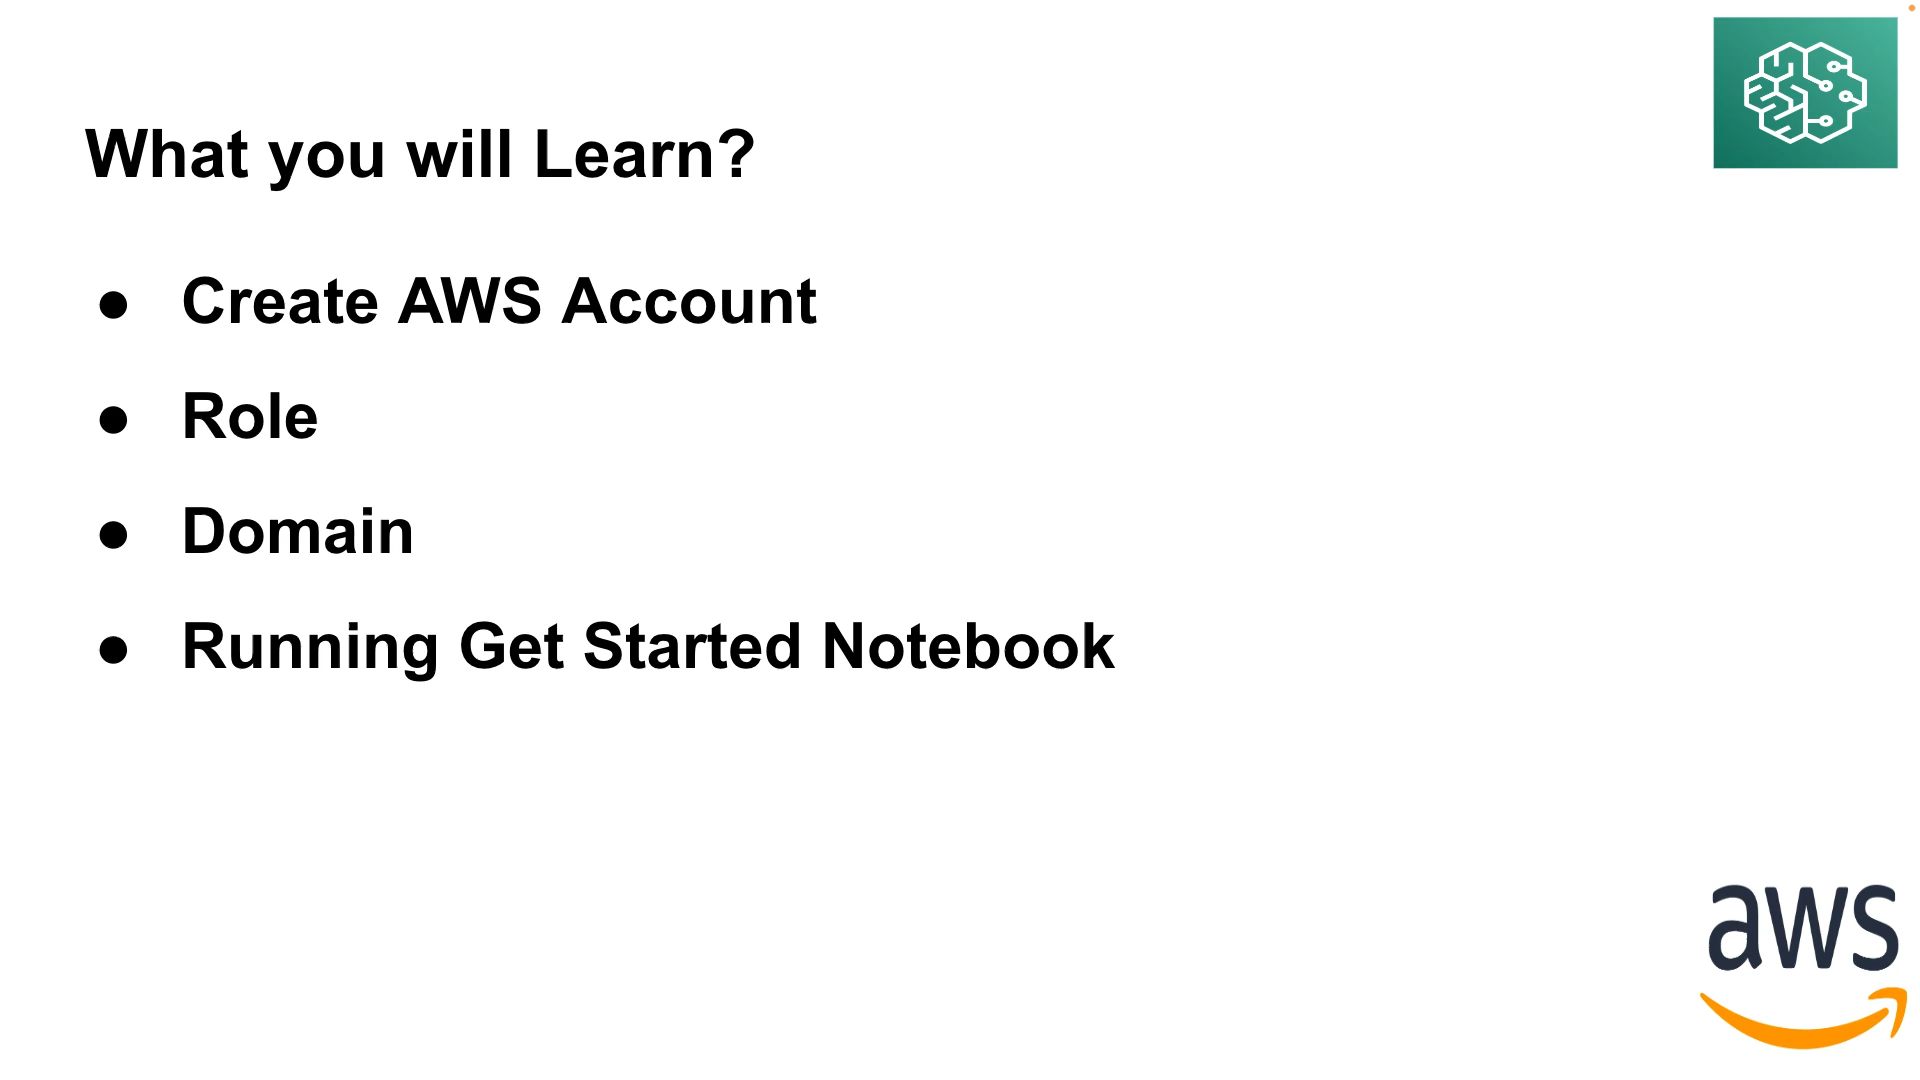 What you will Learn?
● Create AWS Account
● Role
● Domain
● Running Get Started Notebook
aws